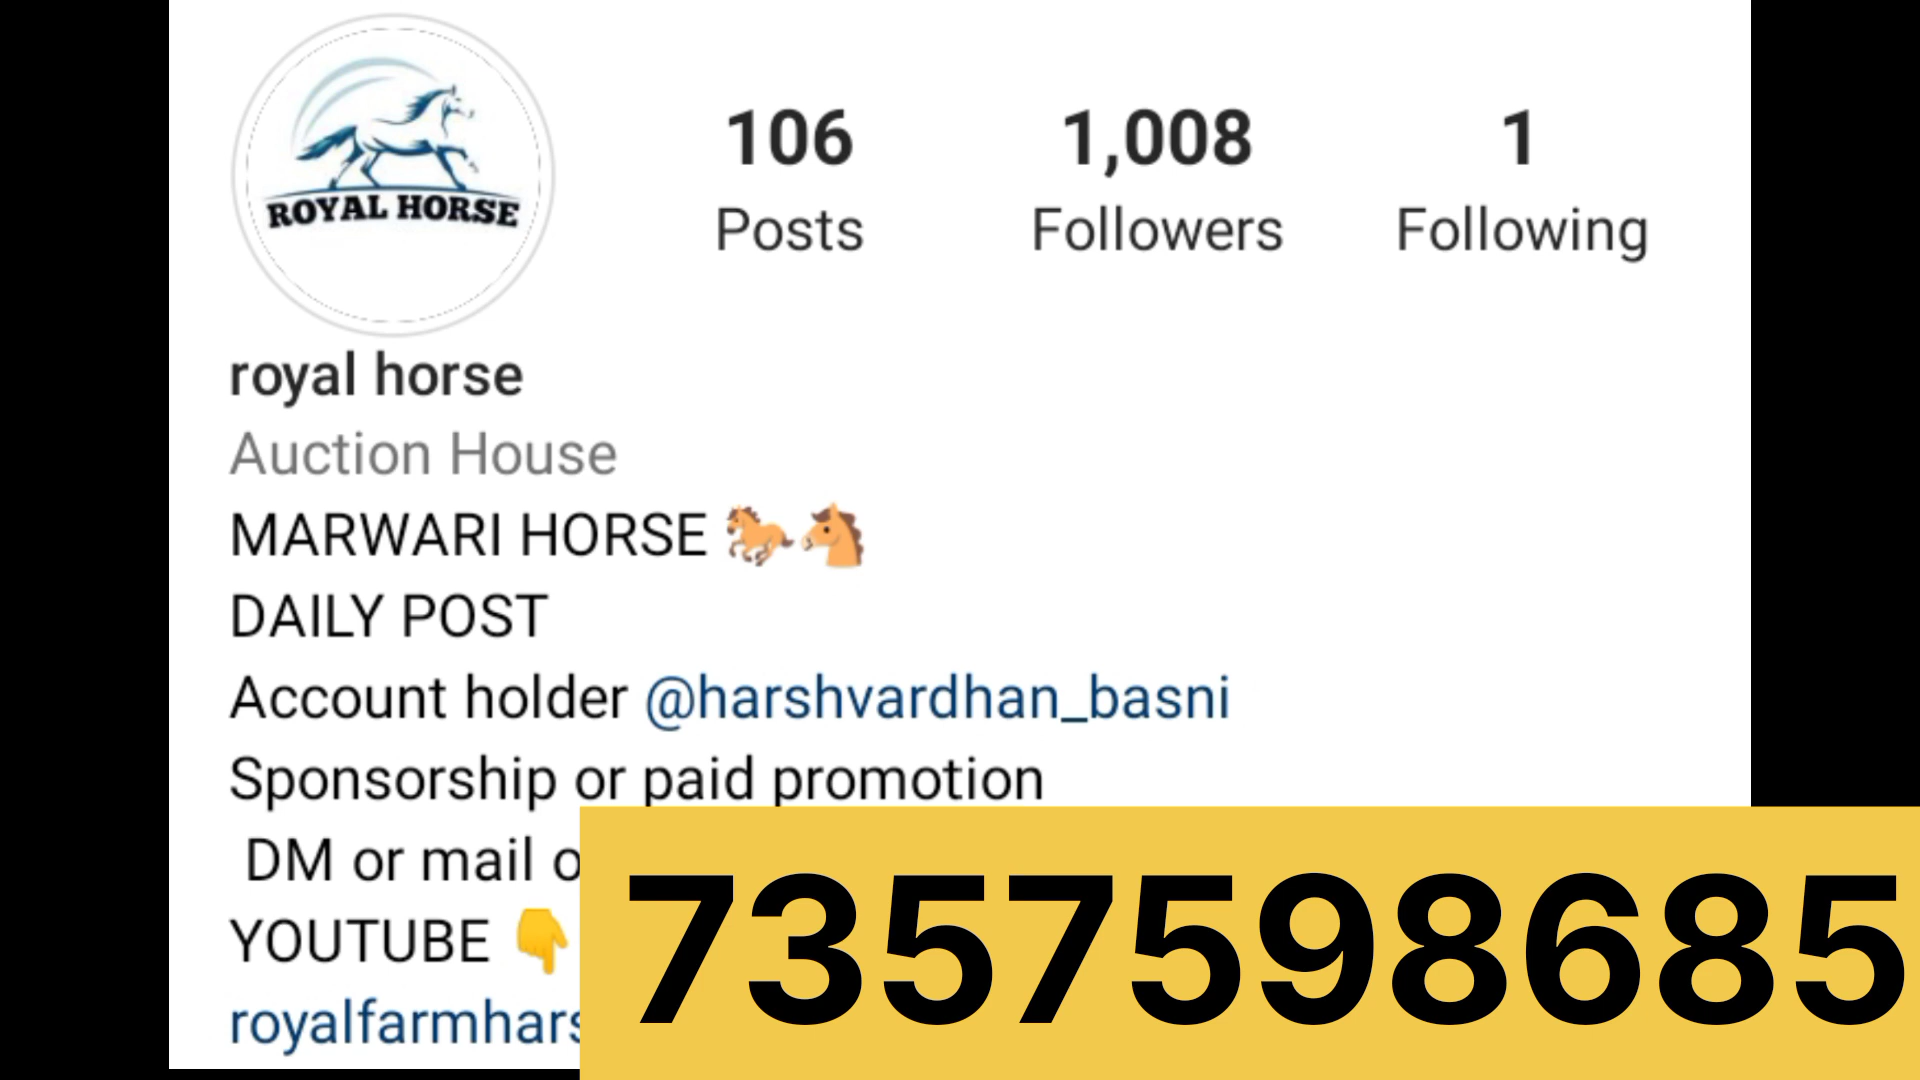 ROYAL HORSE
106 1,008 1
Posts Followers Following
royal horse
Auction House
MARWARI HORSE 🐎🐴
DAILY POST
Account holder @harshvardhan_basni
Sponsorship or paid promotion
DM or mail
YOUTUBE 👇
7357598685